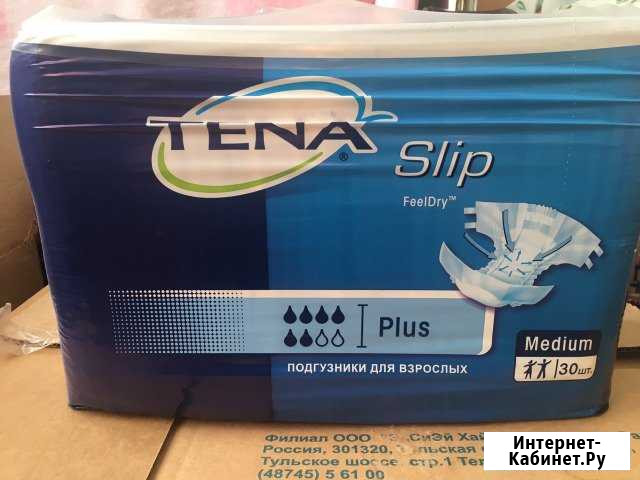 TENA®
Slip
FeelDry™
Plus
ПОДГУЗНИКИ ДЛЯ ВЗРОСЛЫХ
Medium
30шт.
Филиал ООО
Россия, 301320,
Тульское шоссе, стр.1 Тел
(48745) 5 61 00
Интернет-
Кабинет.Ру